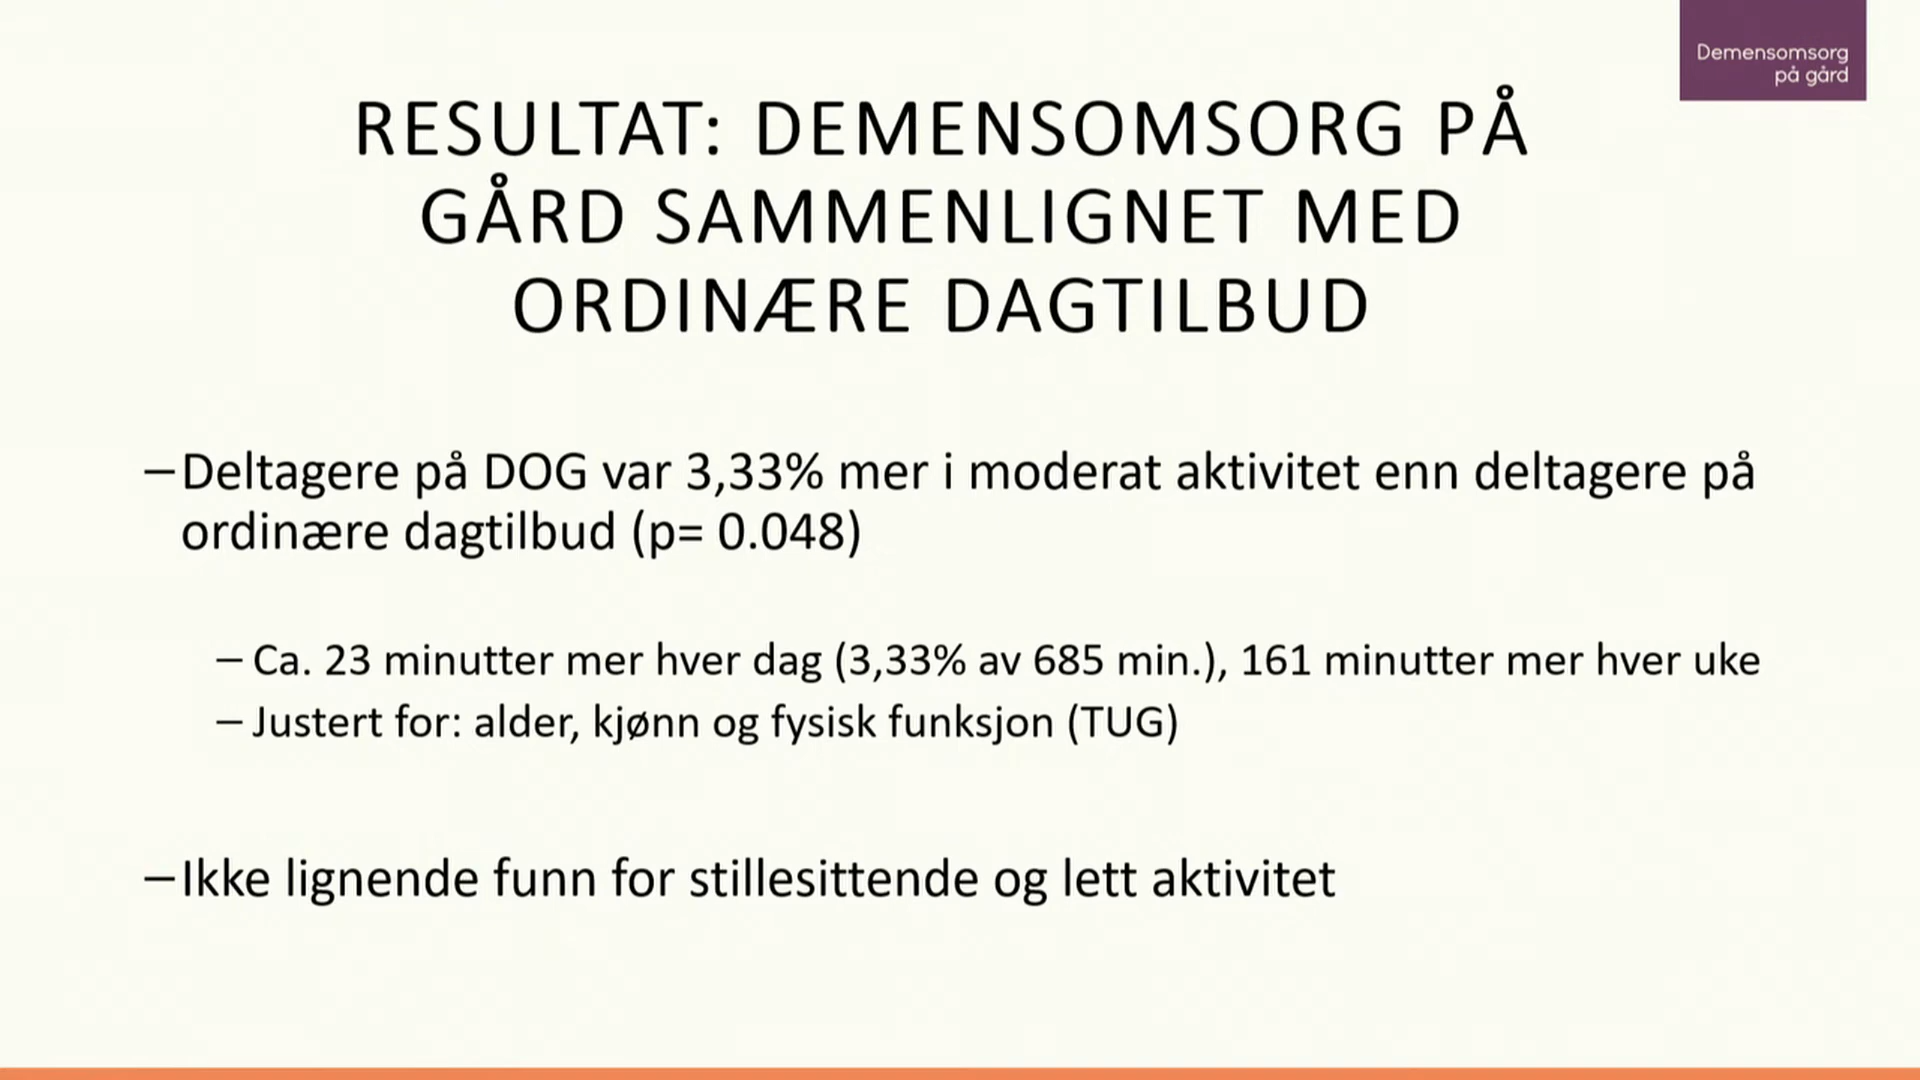 Demensomsorg
på gård
RESULTAT: DEMENSOMSORG PÅ
GÅRD SAMMENLIGNET MED
ORDINÆRE DAGTILBUD
–Deltagere på DOG var 3,33% mer i moderat aktivitet enn deltagere på
ordinære dagtilbud (p= 0.048)
– Ca. 23 minutter mer hver dag (3,33% av 685 min.), 161 minutter mer hver uke
– Justert for: alder, kjønn og fysisk funksjon (TUG)
–Ikke lignende funn for stillesittende og lett aktivitet